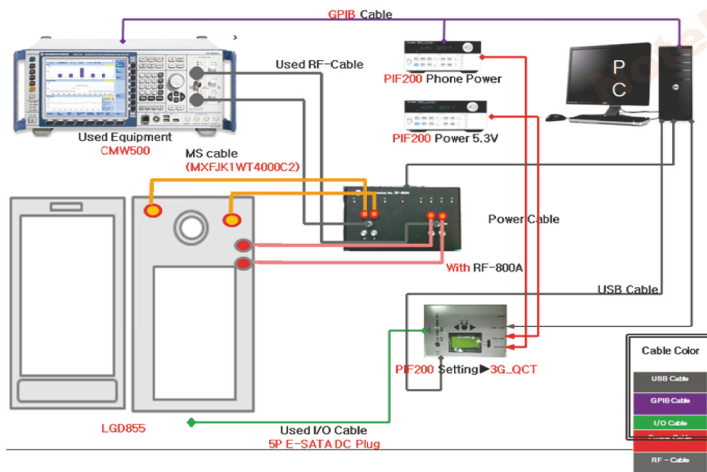 GPIB Cable
Used RF-Cable
P
C
PIF200 Phone Power
PIF200 Power 5.3V
Used Equipment
CMW500
MS cable
(MXFJK1WT4000C2)
Power Cable
With RF-800A
USB Cable
PIF200 Setting▶3G_QCT
LGD855
Used I/O Cable
5P E-SATA DC Plug
Cable Color
USB Cable
GPIB Cable
I/O Cable
Power Cable
RF - Cable